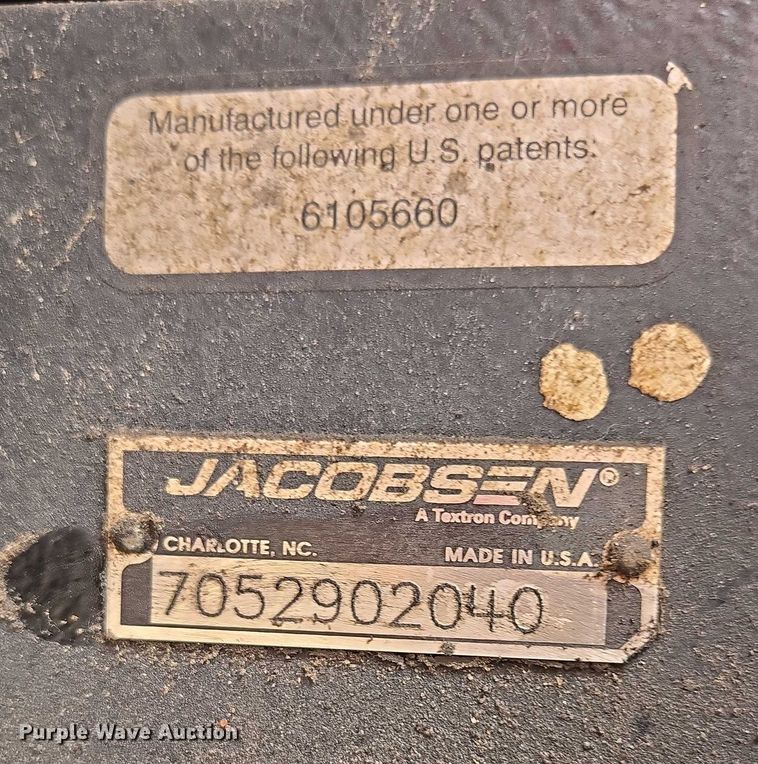 Manufactured under one or more
of the following U.S. patents:
6105660
JACOBSEN®
A Textron Company
CHARLOTTE, NC. MADE IN U.S.A.
7052902040
Purple Wave Auction